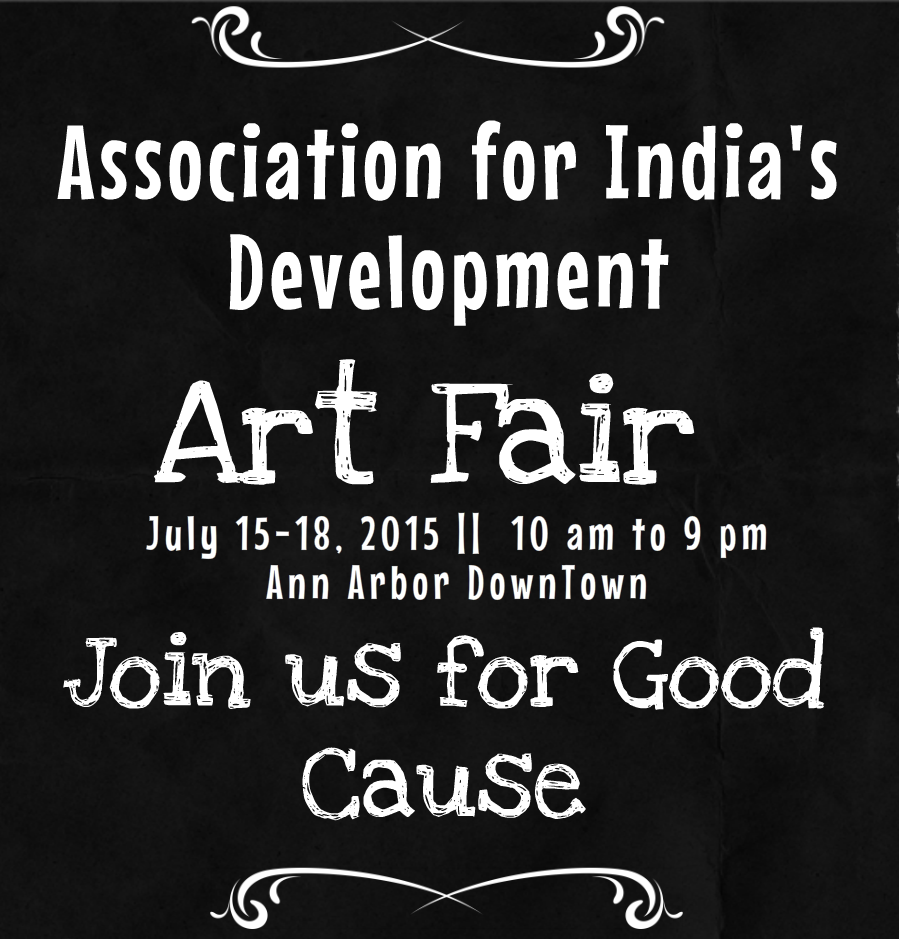 Association for India's
Development
Art Fair
July 15-18, 2015 || 10 am to 9 pm
Ann Arbor DownTown
Join us for Good
Cause